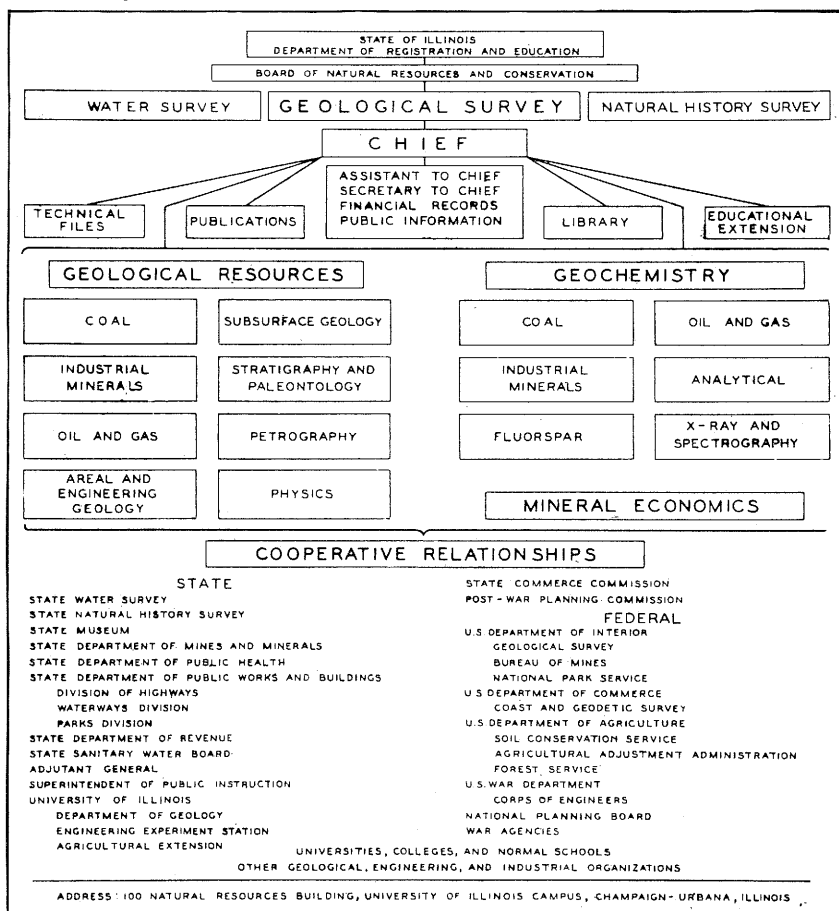 STATE OF ILLINOIS
DEPARTMENT OF REGISTRATION AND EDUCATION
BOARD OF NATURAL RESOURCES AND CONSERVATION
WATER SURVEY
GEOLOGICAL SURVEY
NATURAL HISTORY SURVEY
CHIEF
ASSISTANT TO CHIEF
SECRETARY TO CHIEF
FINANCIAL RECORDS
PUBLIC INFORMATION
TECHNICAL
FILES
PUBLICATIONS
LIBRARY
EDUCATIONAL
EXTENSION
GEOLOGICAL RESOURCES
COAL
SUBSURFACE GEOLOGY
INDUSTRIAL
MINERALS
STRATIGRAPHY AND
PALEONTOLOGY
OIL AND GAS
PETROGRAPHY
AREAL AND
ENGINEERING
GEOLOGY
PHYSICS
GEOCHEMISTRY
COAL
OIL AND GAS
INDUSTRIAL
MINERALS
ANALYTICAL
FLUORSPAR
X-RAY AND
SPECTROGRAPHY
MINERAL ECONOMICS
COOPERATIVE RELATIONSHIPS
STATE
STATE WATER SURVEY
STATE NATURAL HISTORY SURVEY
STATE MUSEUM
STATE DEPARTMENT OF MINES AND MINERALS
STATE DEPARTMENT OF PUBLIC HEALTH
STATE DEPARTMENT OF PUBLIC WORKS AND BUILDINGS
DIVISION OF HIGHWAYS
WATERWAYS DIVISION
PARKS DIVISION
STATE DEPARTMENT OF REVENUE
STATE SANITARY WATER BOARD
ADJUTANT GENERAL
SUPERINTENDENT OF PUBLIC INSTRUCTION
UNIVERSITY OF ILLINOIS
DEPARTMENT OF GEOLOGY
ENGINEERING EXPERIMENT STATION
AGRICULTURAL EXTENSION
STATE COMMERCE COMMISSION
POST-WAR PLANNING COMMISSION
FEDERAL
U.S DEPARTMENT OF INTERIOR
GEOLOGICAL SURVEY
BUREAU OF MINES
NATIONAL PARK SERVICE
U.S DEPARTMENT OF COMMERCE
COAST AND GEODETIC SURVEY
U.S DEPARTMENT OF AGRICULTURE
SOIL CONSERVATION SERVICE
AGRICULTURAL ADJUSTMENT ADMINISTRATION
FOREST SERVICE
U.S. WAR DEPARTMENT
CORPS OF ENGINEERS
NATIONAL PLANNING BOARD
WAR AGENCIES
UNIVERSITIES, COLLEGES, AND NORMAL SCHOOLS
OTHER GEOLOGICAL, ENGINEERING, AND INDUSTRIAL ORGANIZATIONS
ADDRESS: 100 NATURAL RESOURCES BUILDING, UNIVERSITY OF ILLINOIS CAMPUS, CHAMPAIGN-URBANA, ILLINOIS